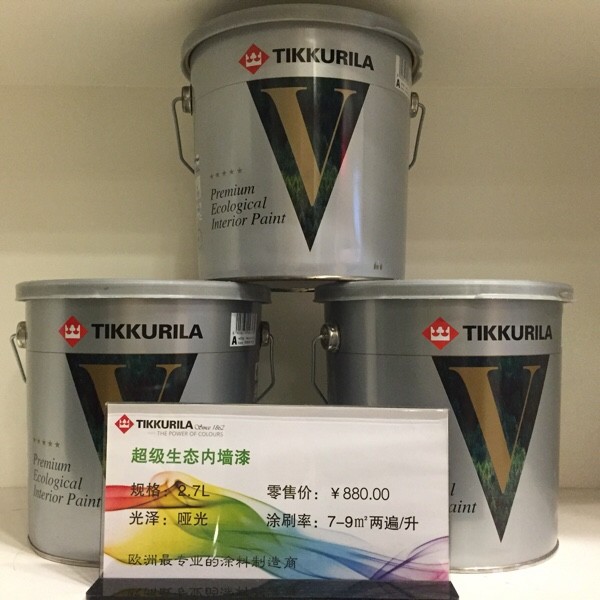 TIKKURILA
A
V
Premium
Ecological
Interior Paint
TIKKURILA
A
V
Premium
Ecological
Interior Paint
TIKKURILA
V
TIKKURILA Since 1862
THE POWER OF COLOURS
超级生态内墙漆
规格：2.7L 零售价：￥880.00
光泽：哑光 涂刷率：7-9㎡两遍/升
欧洲最专业的涂料制造商